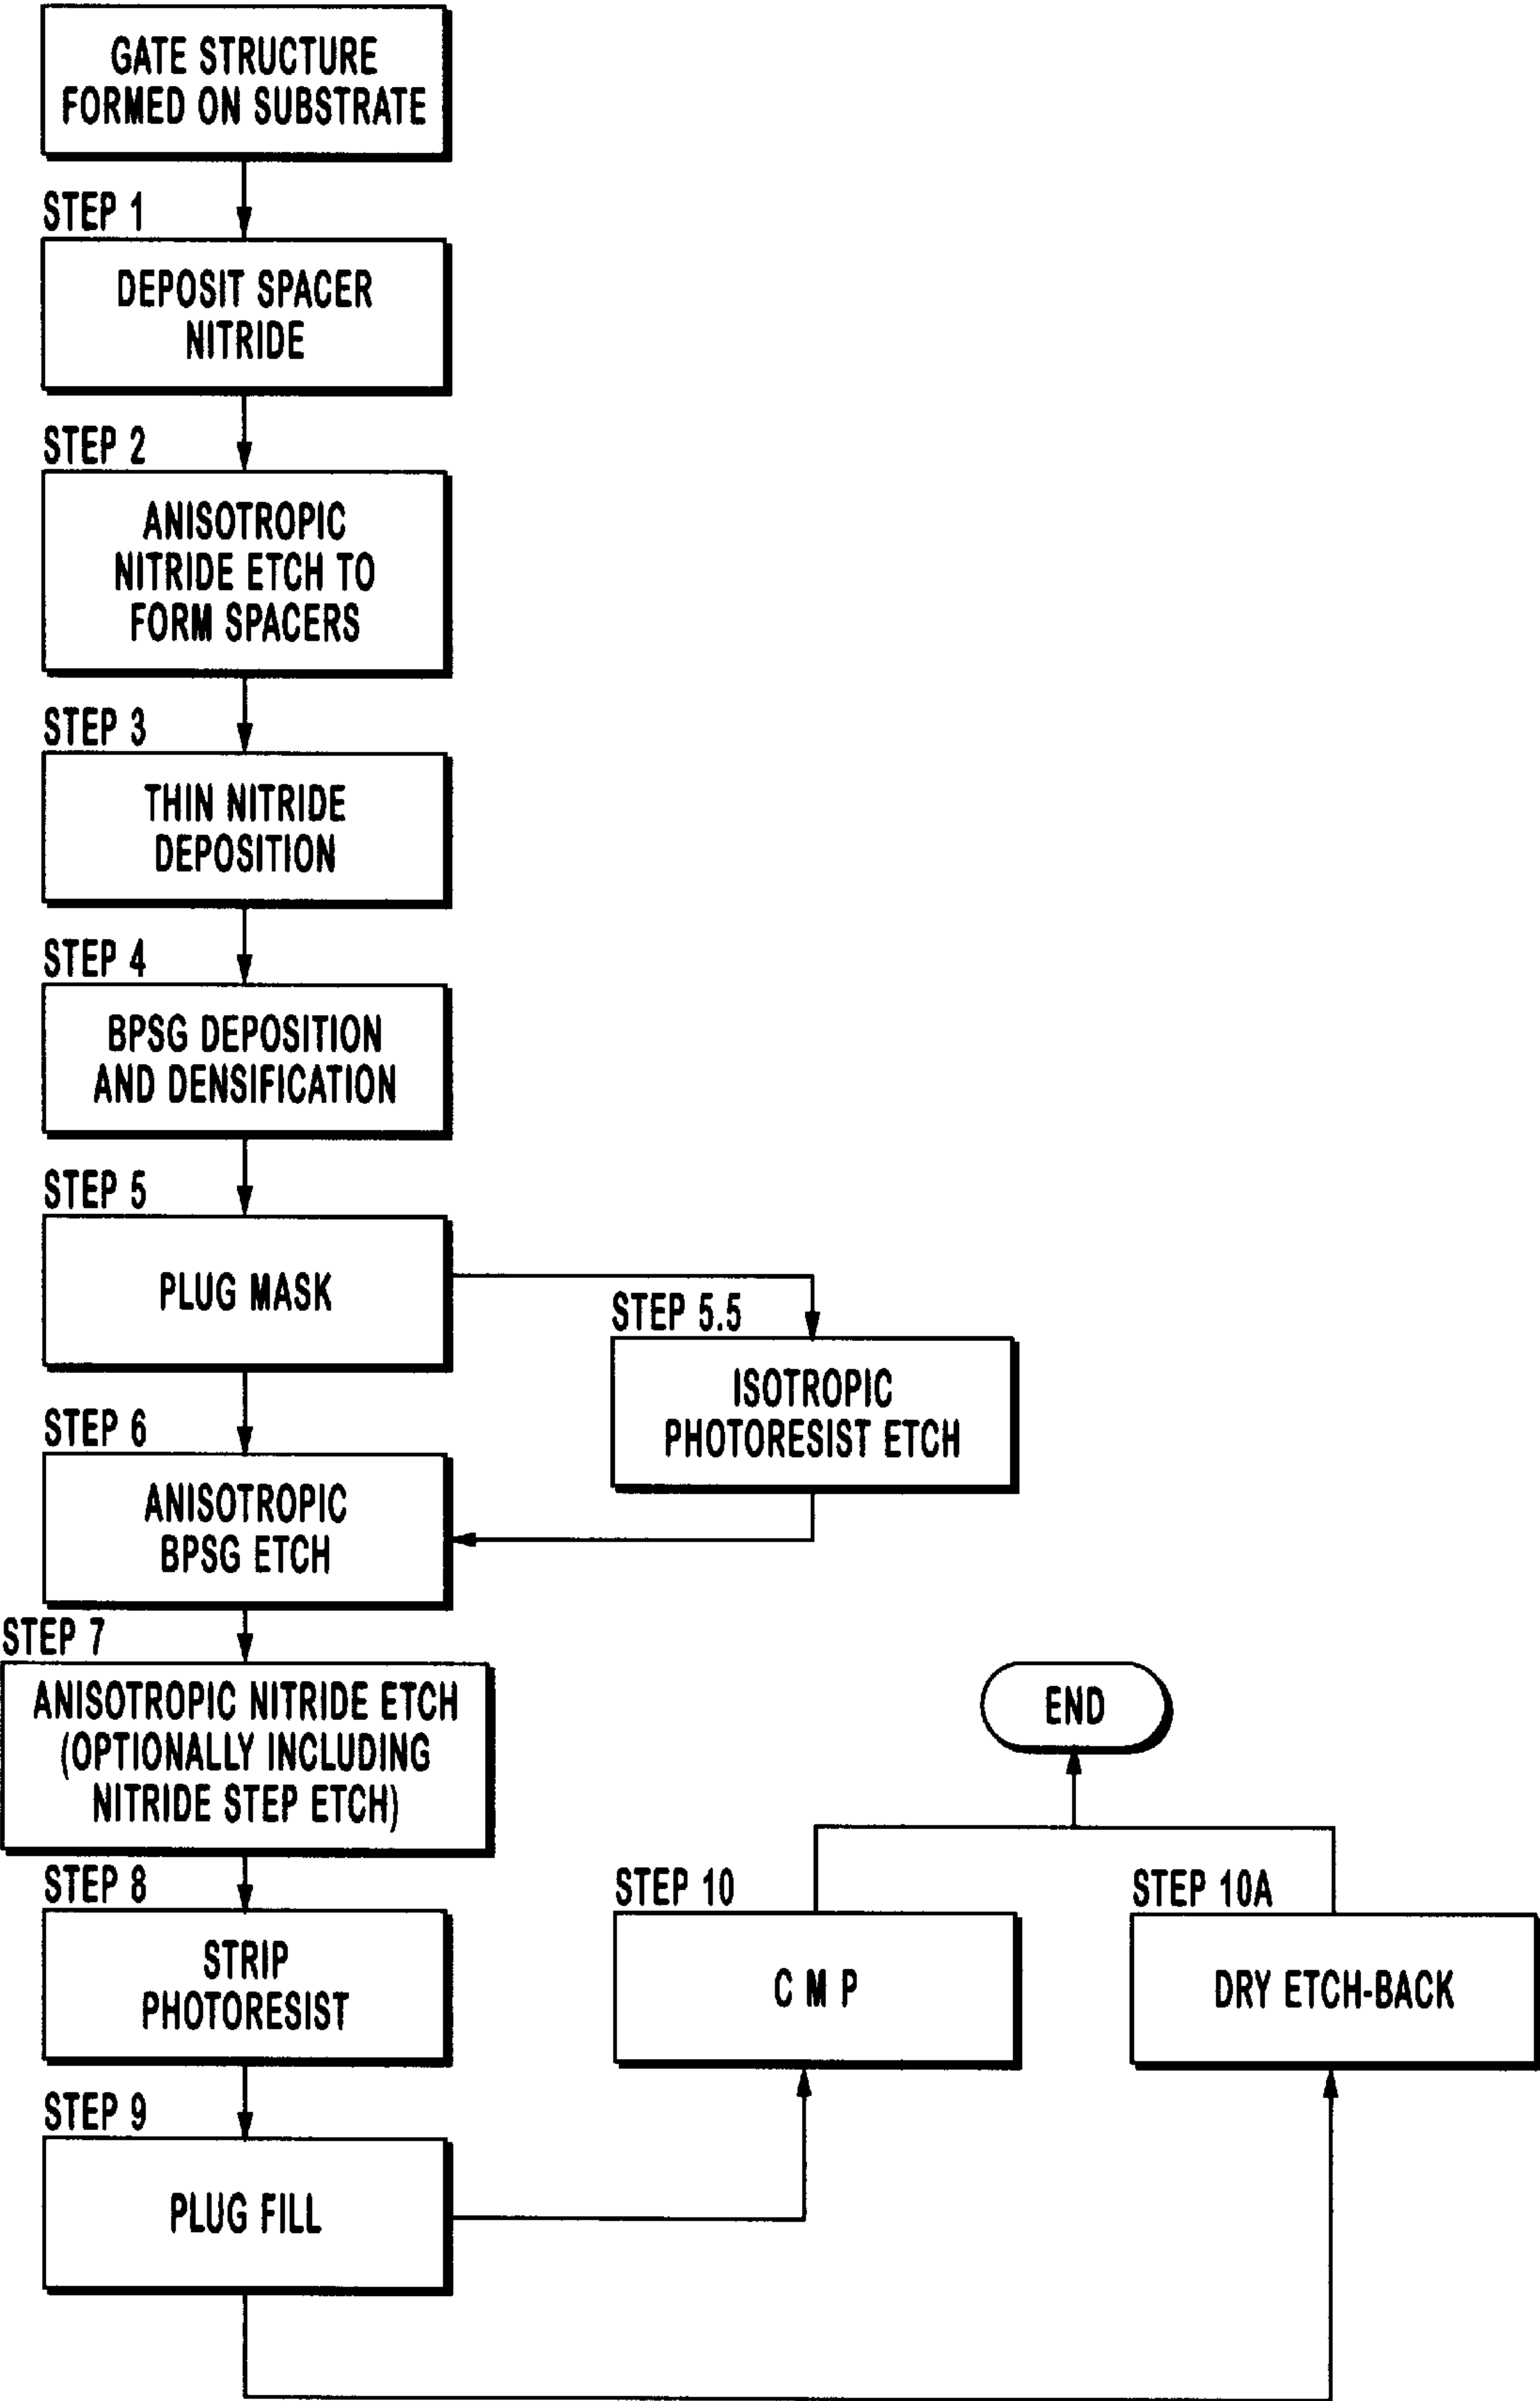 GATE STRUCTURE
FORMED ON SUBSTRATE
STEP 1
DEPOSIT SPACER
NITRIDE
STEP 2
ANISOTROPIC
NITRIDE ETCH TO
FORM SPACERS
STEP 3
THIN NITRIDE
DEPOSITION
STEP 4
BPSG DEPOSITION
AND DENSIFICATION
STEP 5
PLUG MASK
STEP 5.5
ISOTROPIC
PHOTORESIST ETCH
STEP 6
ANISOTROPIC
BPSG ETCH
STEP 7
ANISOTROPIC NITRIDE ETCH
(OPTIONALLY INCLUDING
NITRIDE STEP ETCH)
STEP 8
STRIP
PHOTORESIST
STEP 9
PLUG FILL
STEP 10
C M P
STEP 10A
DRY ETCH-BACK
END